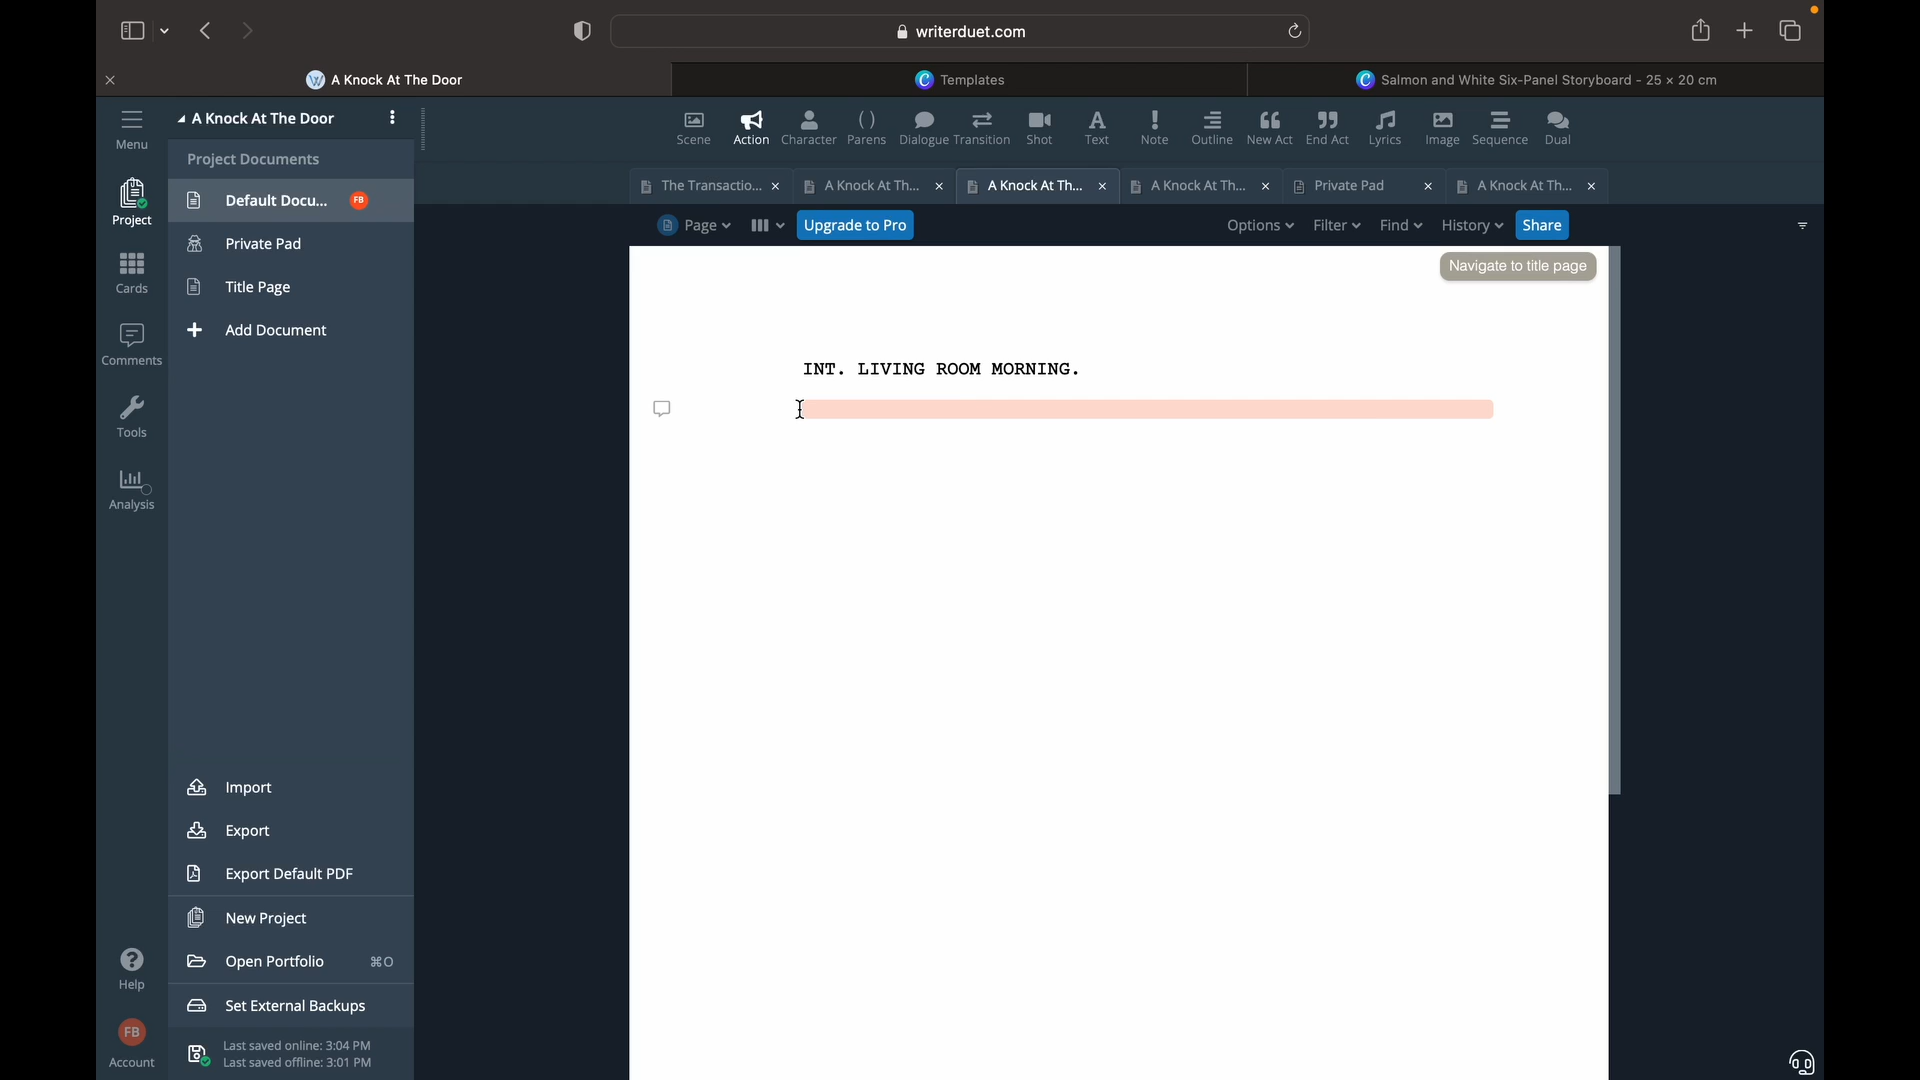 writerduet.com
A Knock At The Door
Templates
Salmon and White Six-Panel Storyboard - 25 × 20 cm
Menu
A Knock At The Door
Scene
Action
Character
Parens
Dialogue
Transition
Shot
Text
Note
Outline
New Act
End Act
Lyrics
Image
Sequence
Dual
Project Documents
Project
Default Docu...
FB
Private Pad
Title Page
Add Document
Cards
Comments
Tools
Analysis
The Transactio...
A Knock At Th...
A Knock At Th...
A Knock At Th...
Private Pad
A Knock At Th...
Page
Upgrade to Pro
Options
Filter
Find
History
Share
Navigate to title page
INT. LIVING ROOM MORNING.
Import
Export
Export Default PDF
New Project
Open Portfolio
⌘O
Set External Backups
Help
FB
Account
Last saved online: 3:04 PM
Last saved offline: 3:01 PM